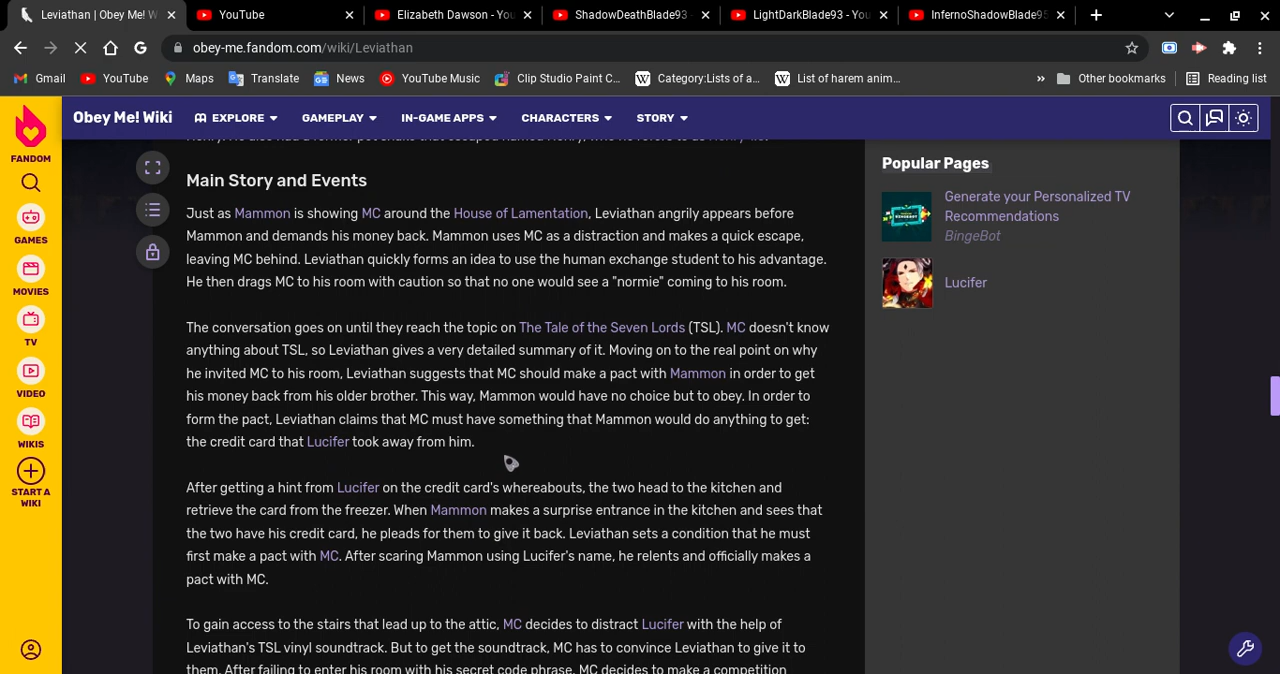 Leviathan | Obey Me! W
YouTube
Elizabeth Dawson - You
ShadowDeathBlade93 -
LightDarkBlade93 - You
InfernoShadowBlade95
obey-me.fandom.com/wiki/Leviathan
Gmail
YouTube
Maps
Translate
News
YouTube Music
Clip Studio Paint C...
Category:Lists of a...
List of harem anim...
»
Other bookmarks
Reading list
Obey Me! Wiki
EXPLORE
GAMEPLAY
IN-GAME APPS
CHARACTERS
STORY
FANDOM
GAMES
MOVIES
TV
VIDEO
WIKIS
START A
WIKI
Main Story and Events
Just as Mammon is showing MC around the House of Lamentation, Leviathan angrily appears before
Mammon and demands his money back. Mammon uses MC as a distraction and makes a quick escape,
leaving MC behind. Leviathan quickly forms an idea to use the human exchange student to his advantage.
He then drags MC to his room with caution so that no one would see a "normie" coming to his room.
The conversation goes on until they reach the topic on The Tale of the Seven Lords (TSL). MC doesn't know
anything about TSL, so Leviathan gives a very detailed summary of it. Moving on to the real point on why
he invited MC to his room, Leviathan suggests that MC should make a pact with Mammon in order to get
his money back from his older brother. This way, Mammon would have no choice but to obey. In order to
form the pact, Leviathan claims that MC must have something that Mammon would do anything to get:
the credit card that Lucifer took away from him.
After getting a hint from Lucifer on the credit card's whereabouts, the two head to the kitchen and
retrieve the card from the freezer. When Mammon makes a surprise entrance in the kitchen and sees that
the two have his credit card, he pleads for them to give it back. Leviathan sets a condition that he must
first make a pact with MC. After scaring Mammon using Lucifer's name, he relents and officially makes a
pact with MC.
To gain access to the stairs that lead up to the attic, MC decides to distract Lucifer with the help of
Leviathan's TSL vinyl soundtrack. But to get the soundtrack, MC has to convince Leviathan to give it to
them. After failing to enter his room with his secret code phrase, MC decides to make a competition
Popular Pages
Generate your Personalized TV
Recommendations
BingeBot
Lucifer